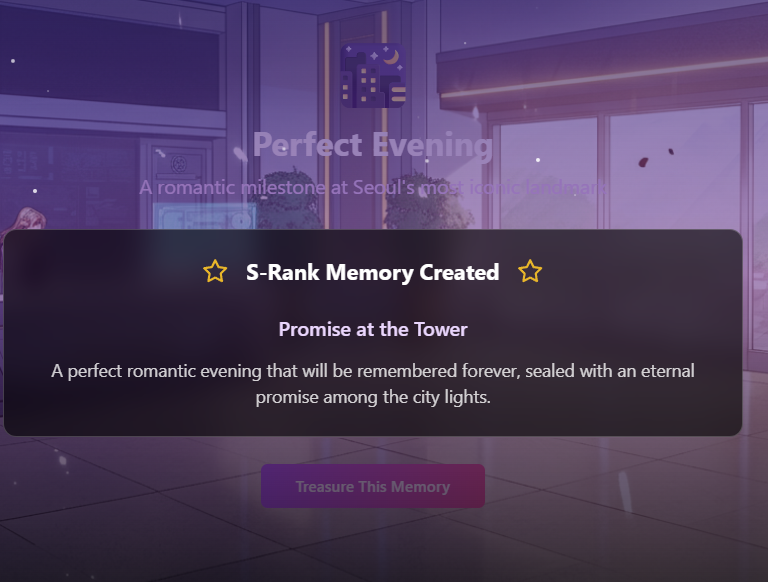 Perfect Evening
A romantic milestone at Seoul's most iconic landmark
S-Rank Memory Created
Promise at the Tower
A perfect romantic evening that will be remembered forever, sealed with an eternal
promise among the city lights.
Treasure This Memory